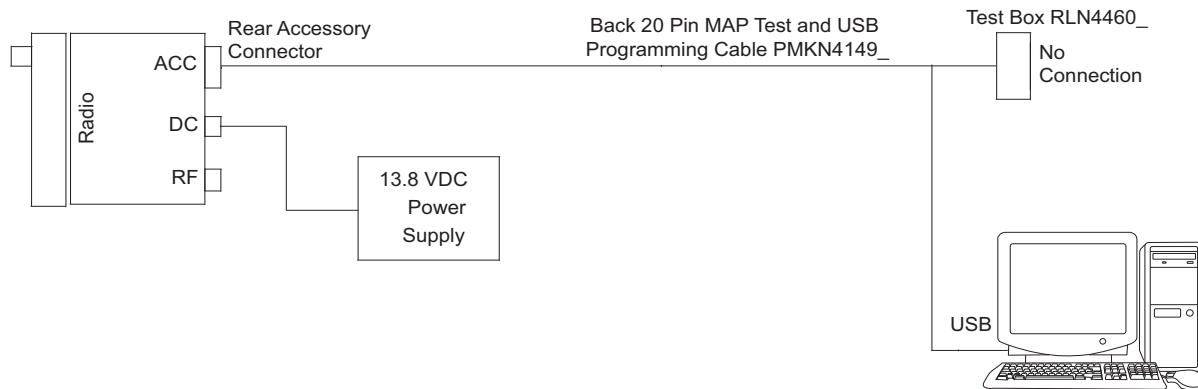 Rear Accessory
Connector
Back 20 Pin MAP Test and USB
Programming Cable PMKN4149_
Test Box RLN4460_
No
Connection
ACC
Radio
DC
RF
13.8 VDC
Power
Supply
USB